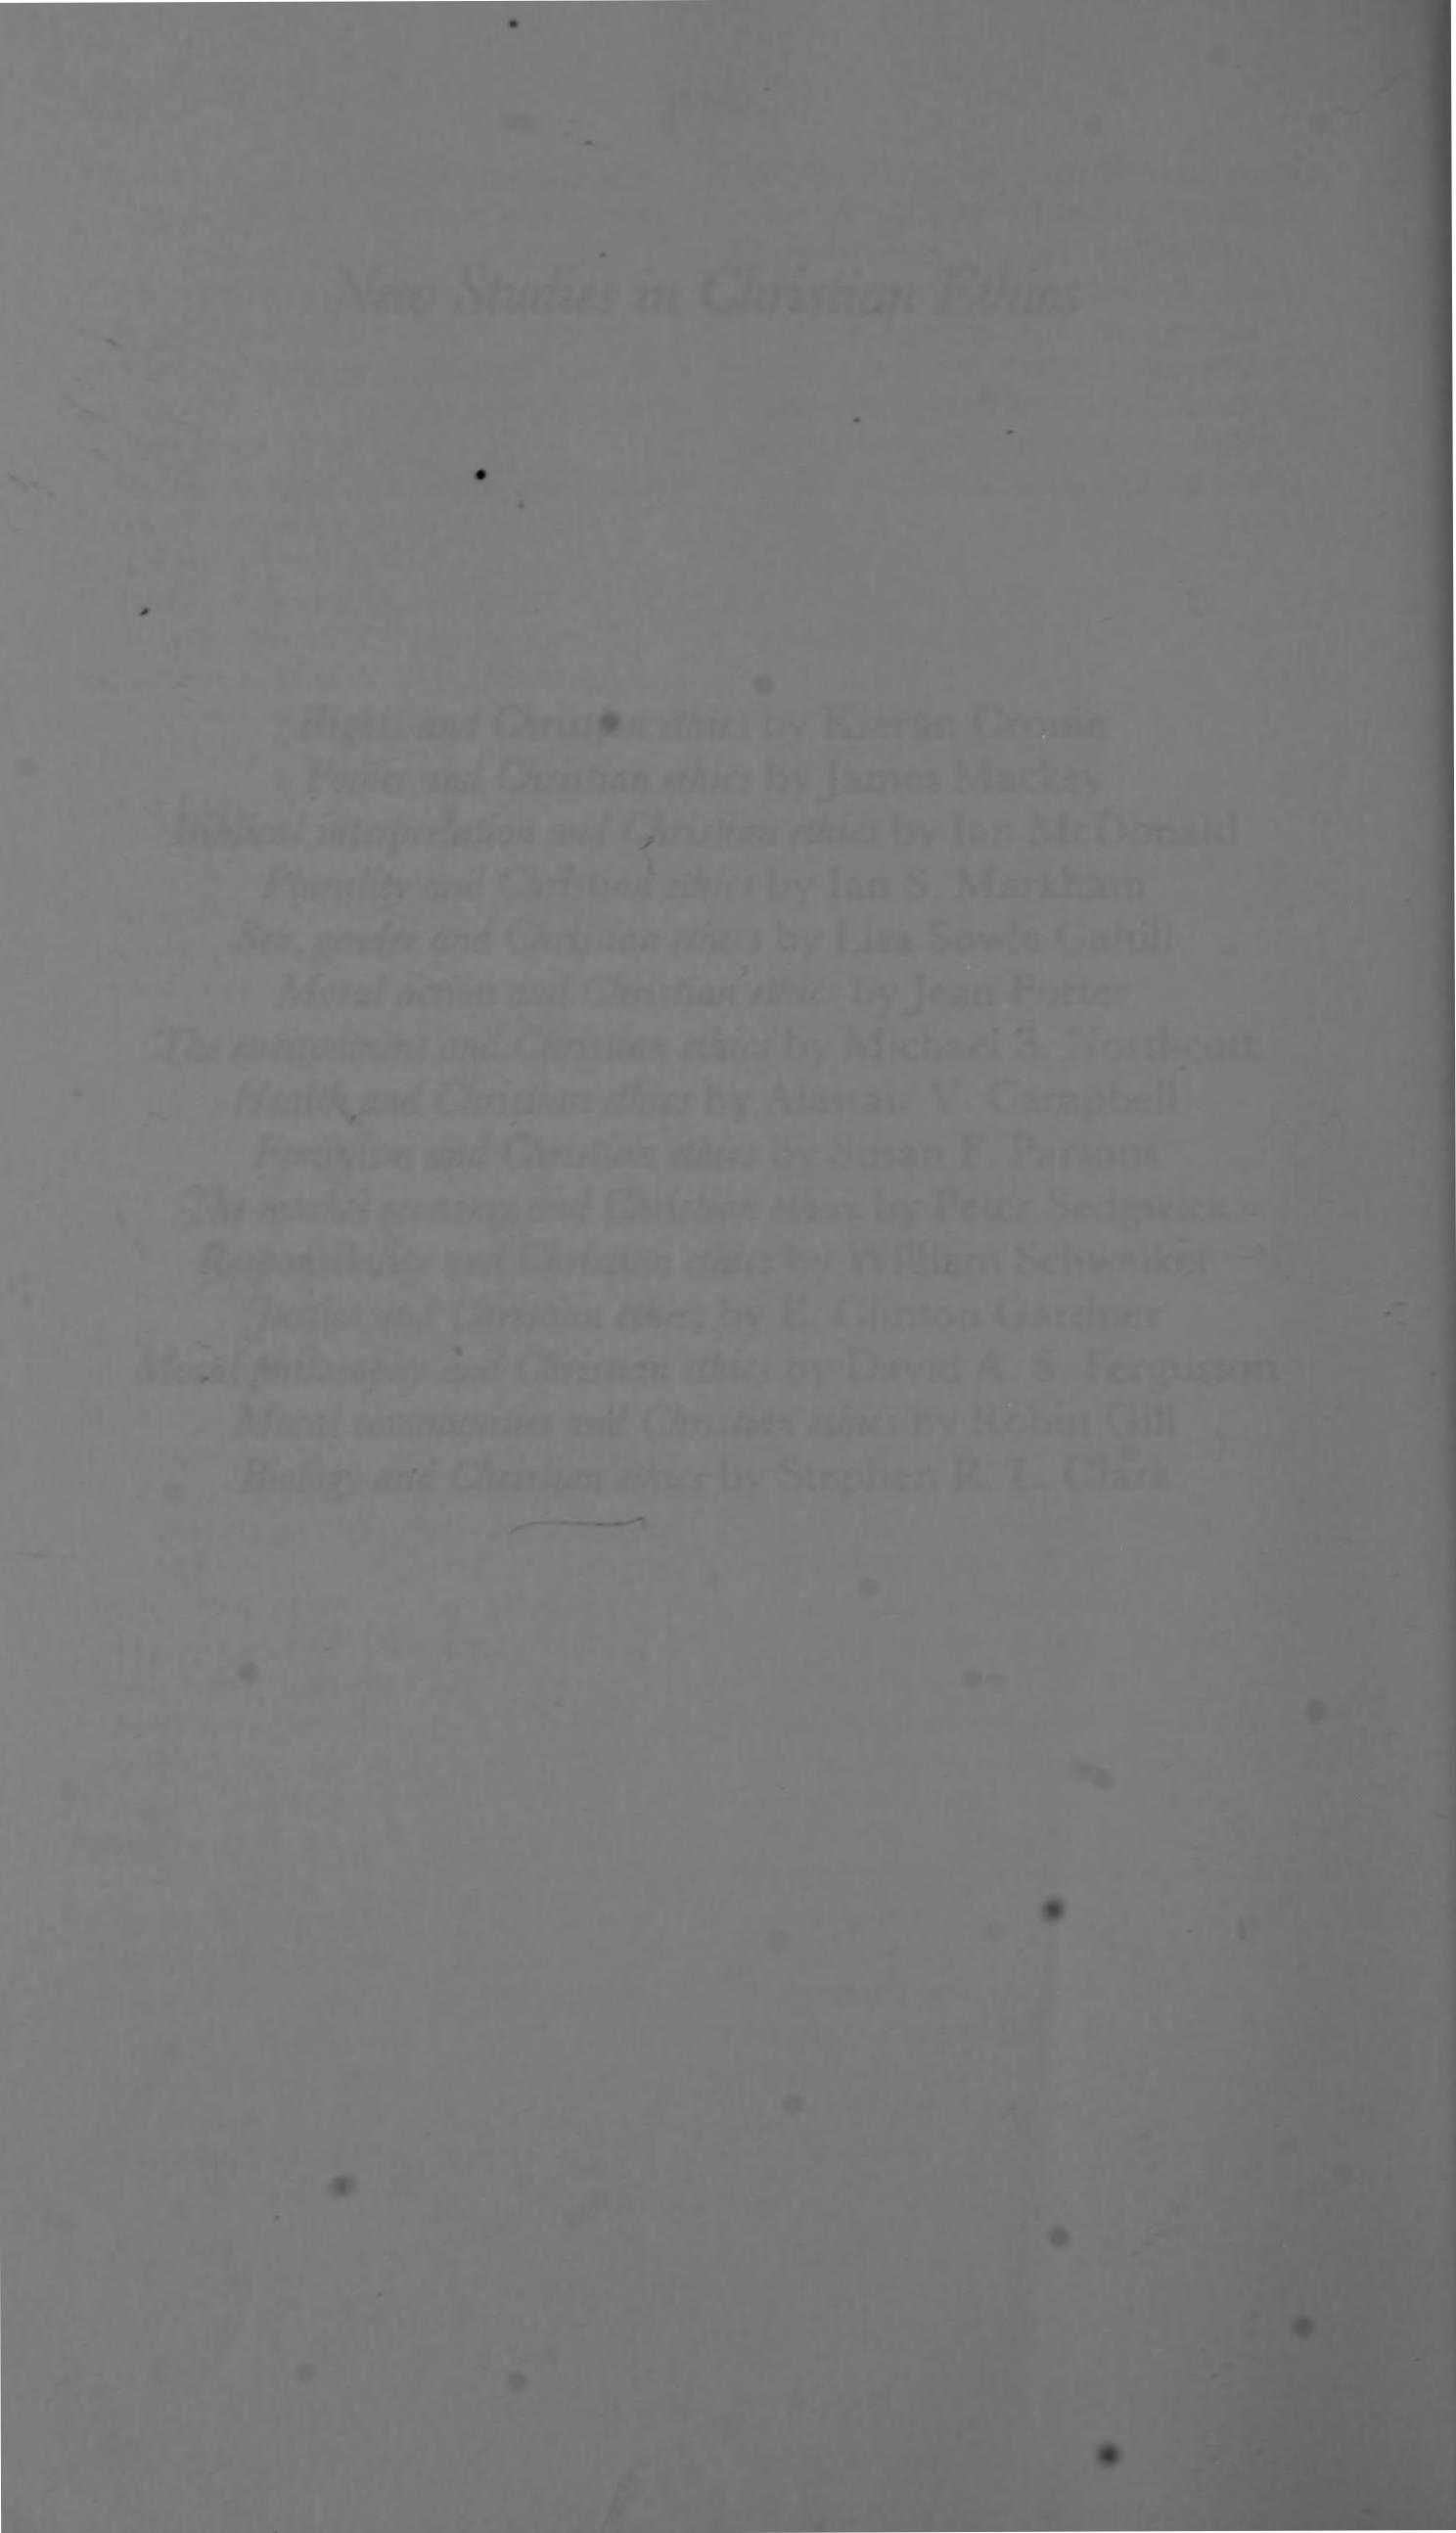 New Studies in Christian Ethics
Rights and Christian ethics by Kieran Cronin
Power and Christian ethics by James Mackey
Biblical interpretation and Christian ethics by Ian McDonald
Plurality and Christian ethics by Ian S. Markham
Sex, gender and Christian ethics by Lisa Sowle Cahill
Moral action and Christian ethics by Jean Porter
The environment and Christian ethics by Michael S. Northcott
Health and Christian ethics by Alastair V. Campbell
Feminism and Christian ethics by Susan F. Parsons
The market economy and Christian ethics by Peter Sedgwick
Responsibility and Christian ethics by William Schweiker
Justice and Christian ethics by E. Clinton Gardner
Moral philosophy and Christian ethics by David A. S. Fergusson
Moral communities and Christian ethics by Robin Gill
Biology and Christian ethics by Stephen R. L. Clark